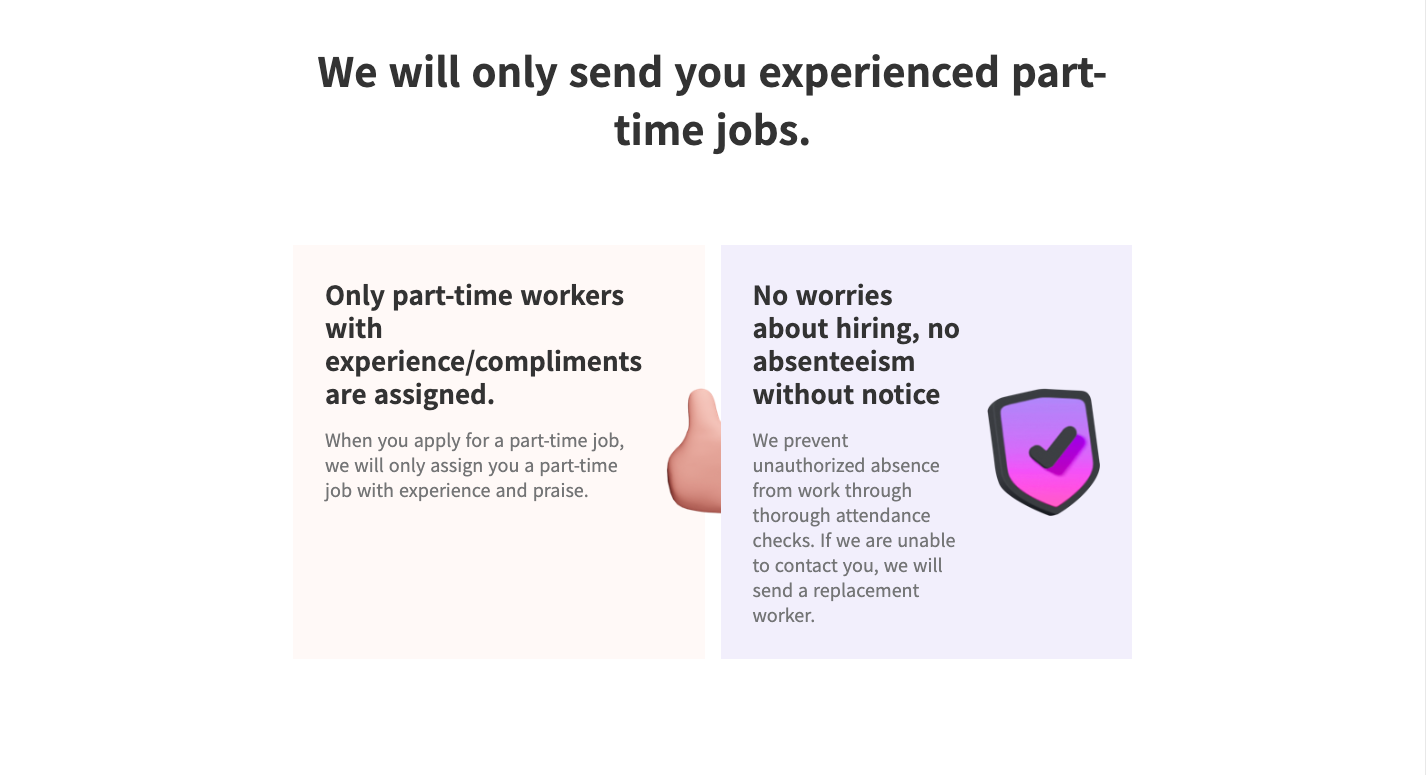 We will only send you experienced part-
time jobs.
Only part-time workers
with
experience/compliments
are assigned.
When you apply for a part-time job,
we will only assign you a part-time
job with experience and praise.
No worries
about hiring, no
absenteeism
without notice
We prevent
unauthorized absence
from work through
thorough attendance
checks. If we are unable
to contact you, we will
send a replacement
worker.